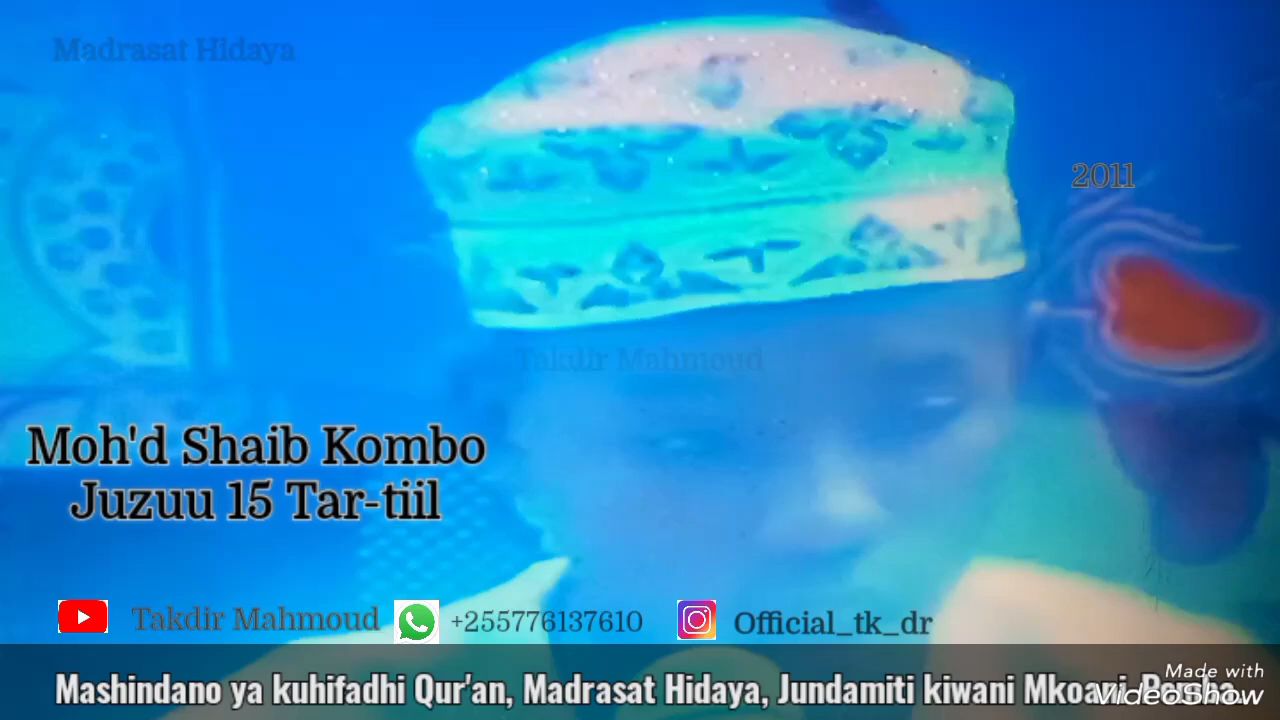 Madrasat Hidaya
2011
Takdir Mahmoud
Moh'd Shaib Kombo
Juzuu 15 Tar-tiil
Takdir Mahmoud +255776137610 Official_tk_dr
Made with
VideoShow
Mashindano ya kuhifadhi Qur'an, Madrasat Hidaya, Jundamiti kiwani Mkoani